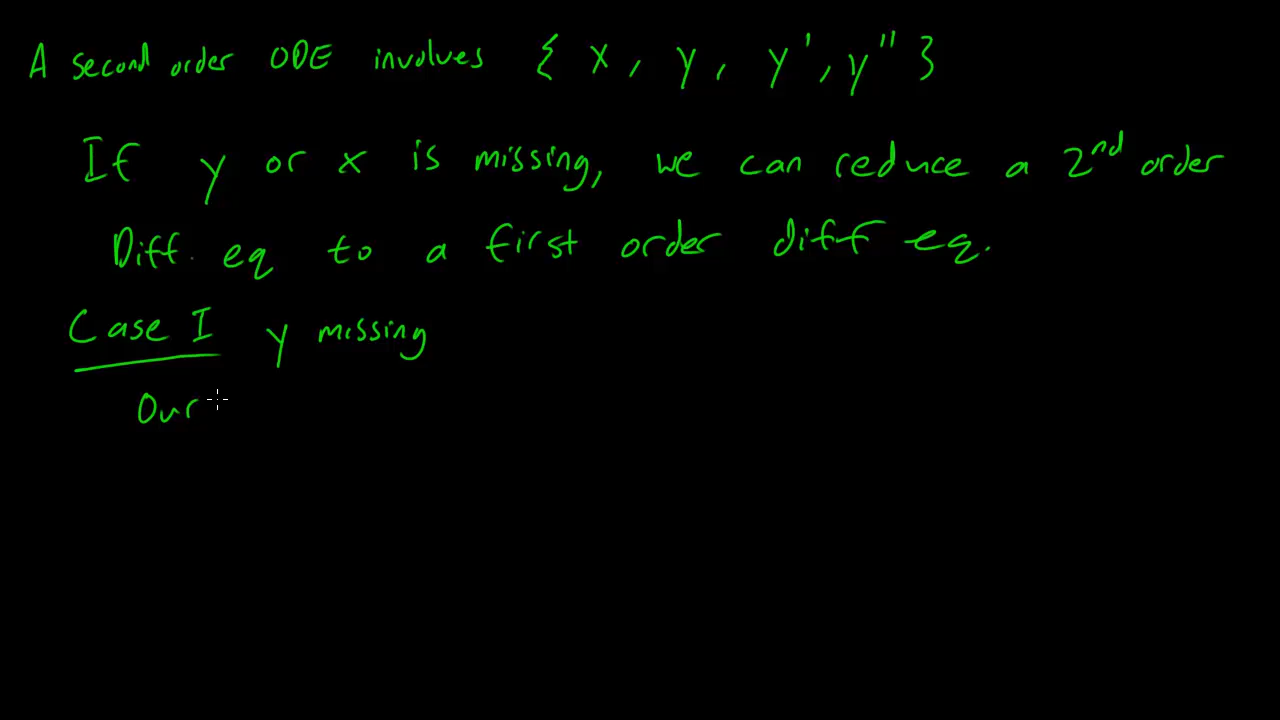 A second order ODE involves { x , y , y' , y'' }
If y or x is missing, we can reduce a 2nd order
Diff. eq to a first order diff eq.
Case I y missing
Our